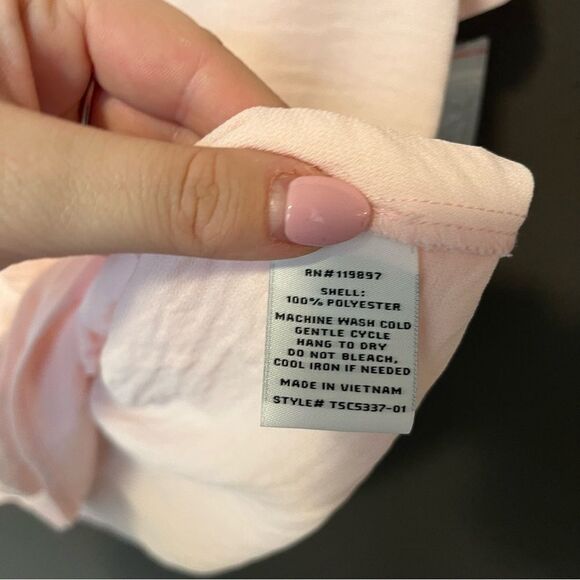 RN#119897
SHELL:
100% POLYESTER
MACHINE WASH COLD
GENTLE CYCLE
HANG TO DRY
DO NOT BLEACH,
COOL IRON IF NEEDED
MADE IN VIETNAM
STYLE# TSC5337-01